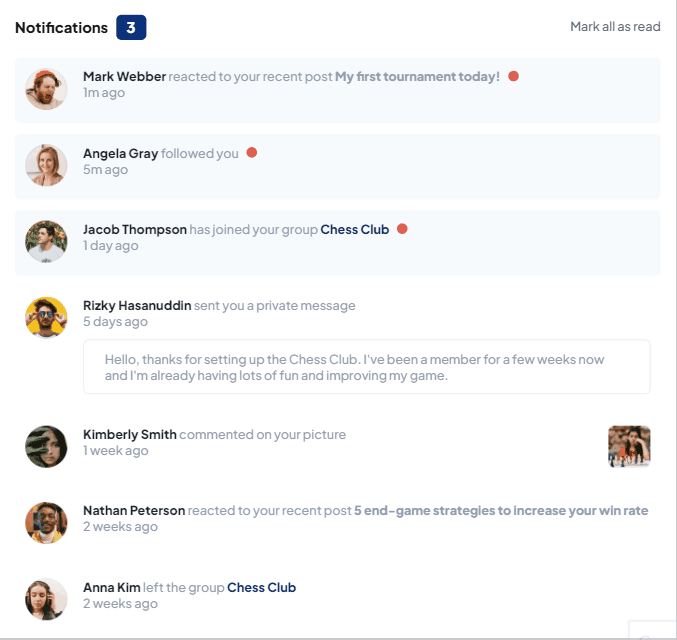 Notifications 3 Mark all as read
Mark Webber reacted to your recent post My first tournament today!
1m ago
Angela Gray followed you
5m ago
Jacob Thompson has joined your group Chess Club
1 day ago
Rizky Hasanuddin sent you a private message
5 days ago
Hello, thanks for setting up the Chess Club. I've been a member for a few weeks now
and I'm already having lots of fun and improving my game.
Kimberly Smith commented on your picture
1 week ago
Nathan Peterson reacted to your recent post 5 end-game strategies to increase your win rate
2 weeks ago
Anna Kim left the group Chess Club
2 weeks ago